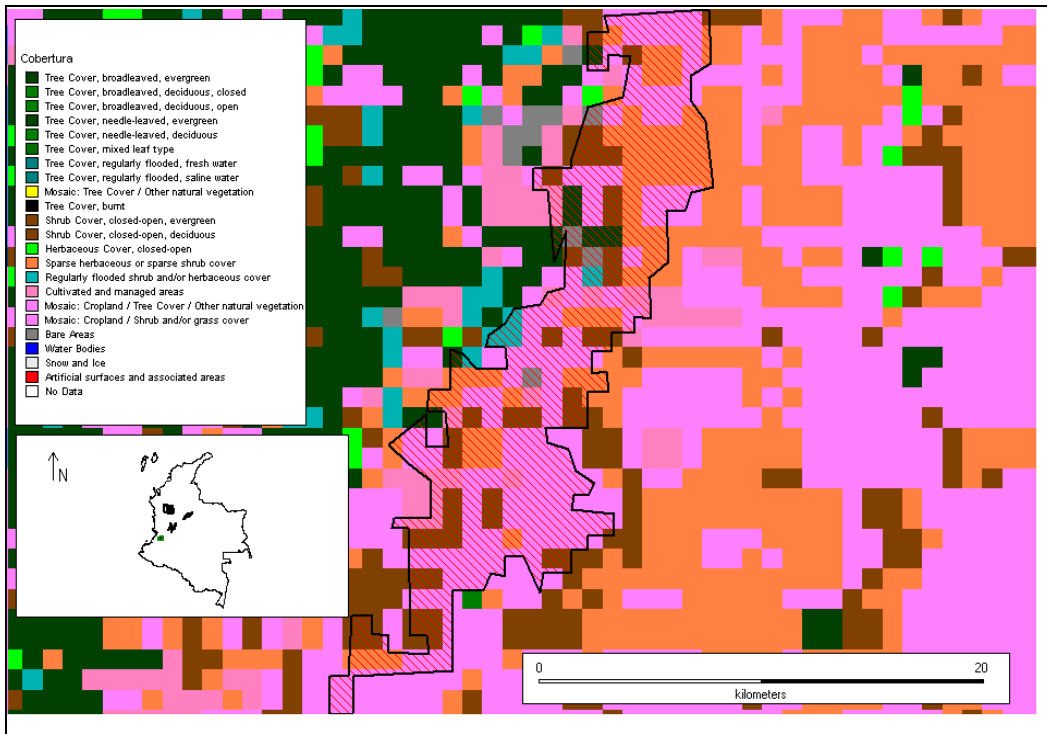 Cobertura
Tree Cover, broadleaved, evergreen
Tree Cover, broadleaved, deciduous, closed
Tree Cover, broadleaved, deciduous, open
Tree Cover, needle-leaved, evergreen
Tree Cover, needle-leaved, deciduous
Tree Cover, mixed leaf type
Tree Cover, regularly flooded, fresh water
Tree Cover, regularly flooded, saline water
Mosaic: Tree Cover / Other natural vegetation
Tree Cover, burnt
Shrub Cover, closed-open, evergreen
Shrub Cover, closed-open, deciduous
Herbaceous Cover, closed-open
Sparse herbaceous or sparse shrub cover
Regularly flooded shrub and/or herbaceous cover
Cultivated and managed areas
Mosaic: Cropland / Tree Cover / Other natural vegetation
Mosaic: Cropland / Shrub and/or grass cover
Bare Areas
Water Bodies
Snow and Ice
Artificial surfaces and associated areas
No Data
N
0 20
kilometers